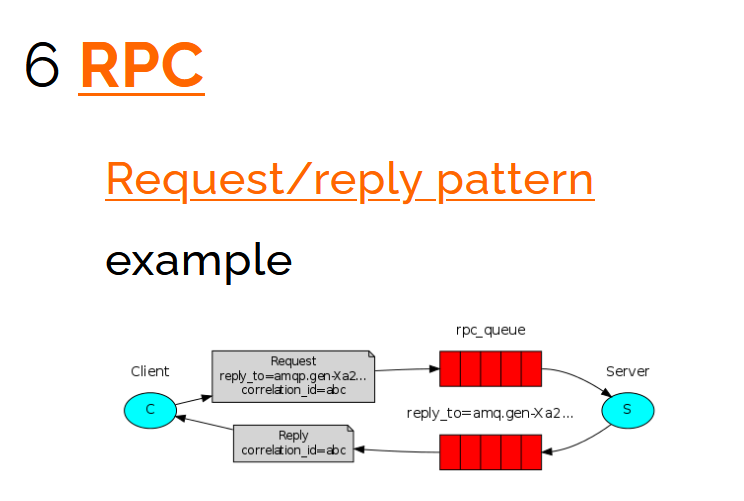 6 RPC
Request/reply pattern
example
rpc_queue
Client
Request
reply_to=amqp.gen-Xa2...
correlation_id=abc
Server
C
S
reply_to=amq.gen-Xa2...
Reply
correlation_id=abc